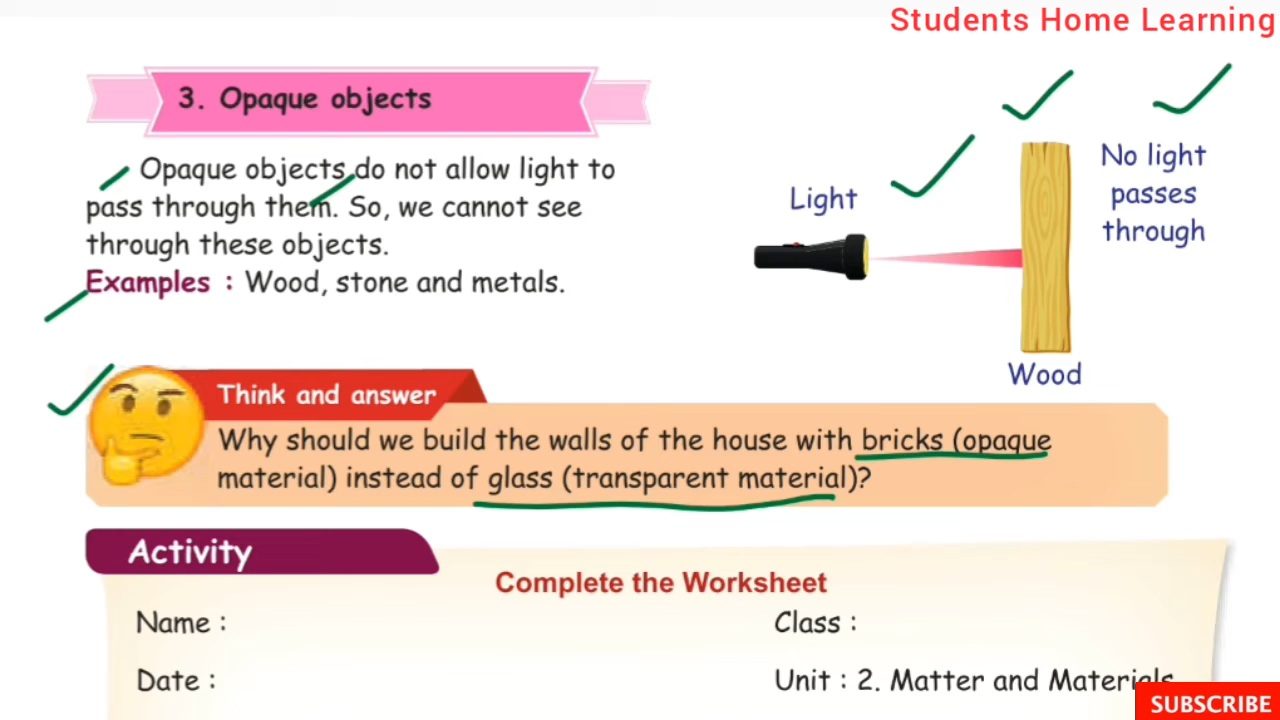 Students Home Learning
3. Opaque objects
Opaque objects do not allow light to
pass through them. So, we cannot see
through these objects.
Examples : Wood, stone and metals.
Light
No light
passes
through
Wood
Think and answer
Why should we build the walls of the house with bricks (opaque
material) instead of glass (transparent material)?
Activity
Complete the Worksheet
Name :
Class :
Date :
Unit : 2. Matter and Materials
SUBSCRIBE